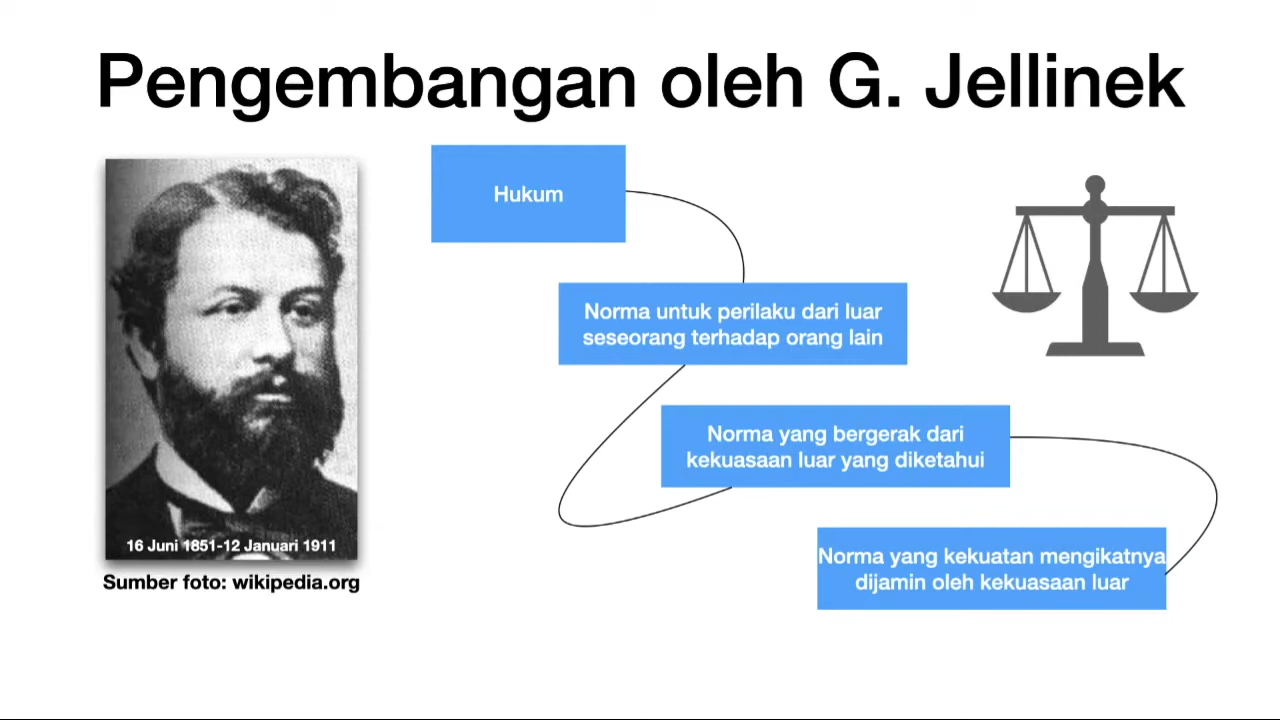 Pengembangan oleh G. Jellinek
Hukum
Norma untuk perilaku dari luar
seseorang terhadap orang lain
Norma yang bergerak dari
kekuasaan luar yang diketahui
Norma yang kekuatan mengikatnya
dijamin oleh kekuasaan luar
16 Juni 1851-12 Januari 1911
Sumber foto: wikipedia.org